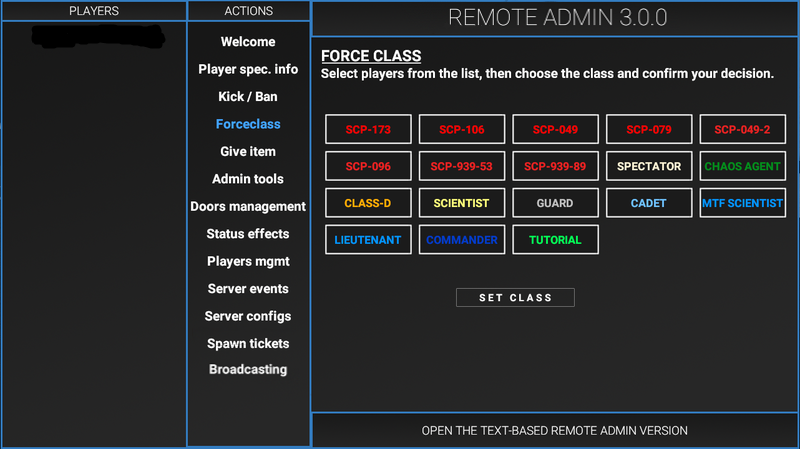 PLAYERS
ACTIONS
Welcome
Player spec. info
Kick / Ban
Forceclass
Give item
Admin tools
Doors management
Status effects
Players mgmt
Server events
Server configs
Spawn tickets
Broadcasting
REMOTE ADMIN 3.0.0
FORCE CLASS
Select players from the list, then choose the class and confirm your decision.
SCP-173 SCP-106 SCP-049 SCP-079 SCP-049-2
SCP-096 SCP-939-53 SCP-939-89 SPECTATOR CHAOS AGENT
CLASS-D SCIENTIST GUARD CADET MTF SCIENTIST
LIEUTENANT COMMANDER TUTORIAL
SET CLASS
OPEN THE TEXT-BASED REMOTE ADMIN VERSION